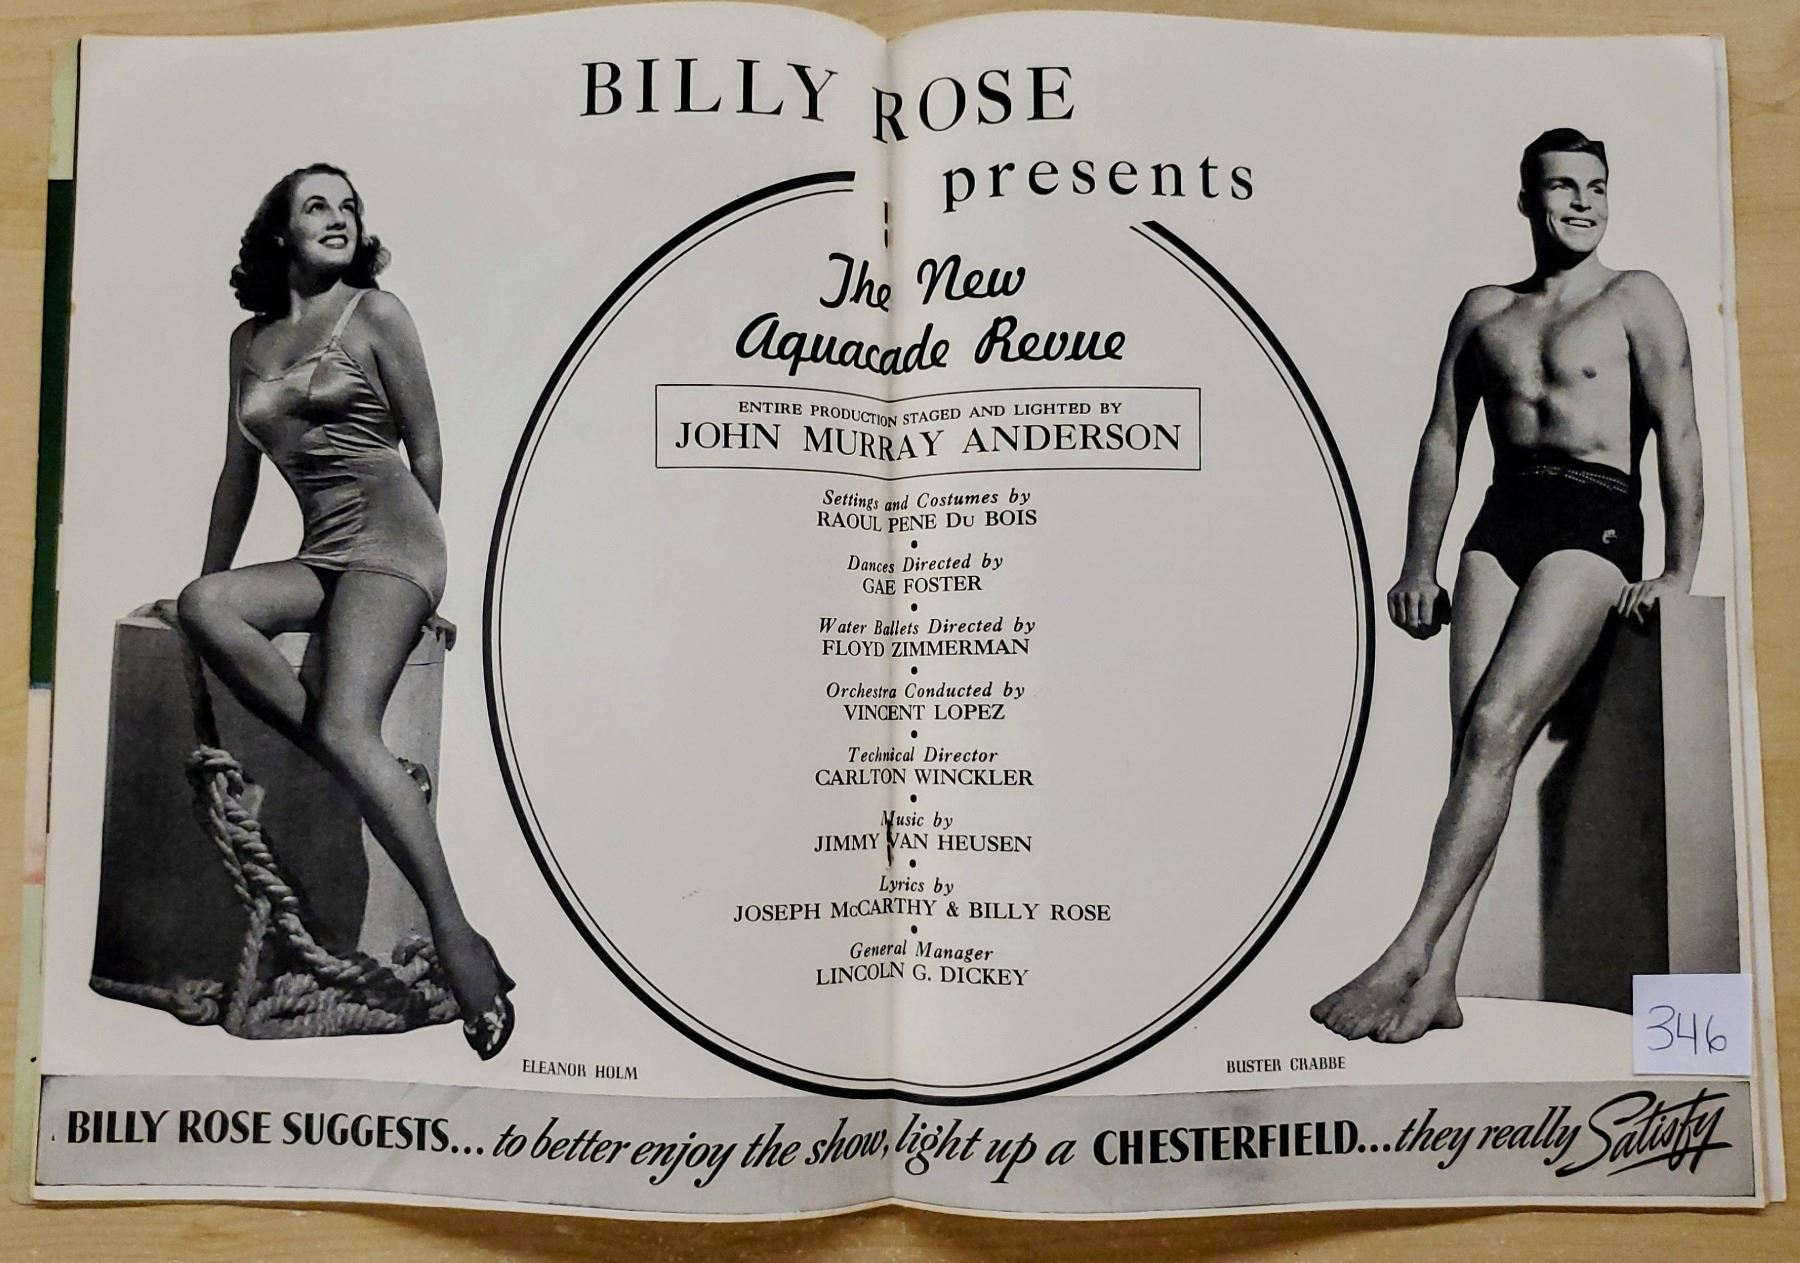 BILLY ROSE
presents
The New
Aquacade Revue
ENTIRE PRODUCTION STAGED AND LIGHTED BY
JOHN MURRAY ANDERSON
Settings and Costumes by
RAOUL PENE DU BOIS
•
Dances Directed by
GAE FOSTER
•
Water Ballets Directed by
FLOYD ZIMMERMAN
•
Orchestra Conducted by
VINCENT LOPEZ
•
Technical Director
CARLTON WINCKLER
•
Music by
JIMMY VAN HEUSEN
•
Lyrics by
JOSEPH McCARTHY & BILLY ROSE
•
General Manager
LINCOLN G. DICKEY
ELEANOR HOLM
BUSTER CRABBE
346
BILLY ROSE SUGGESTS... to better enjoy the show, light up a CHESTERFIELD... they really Satisfy